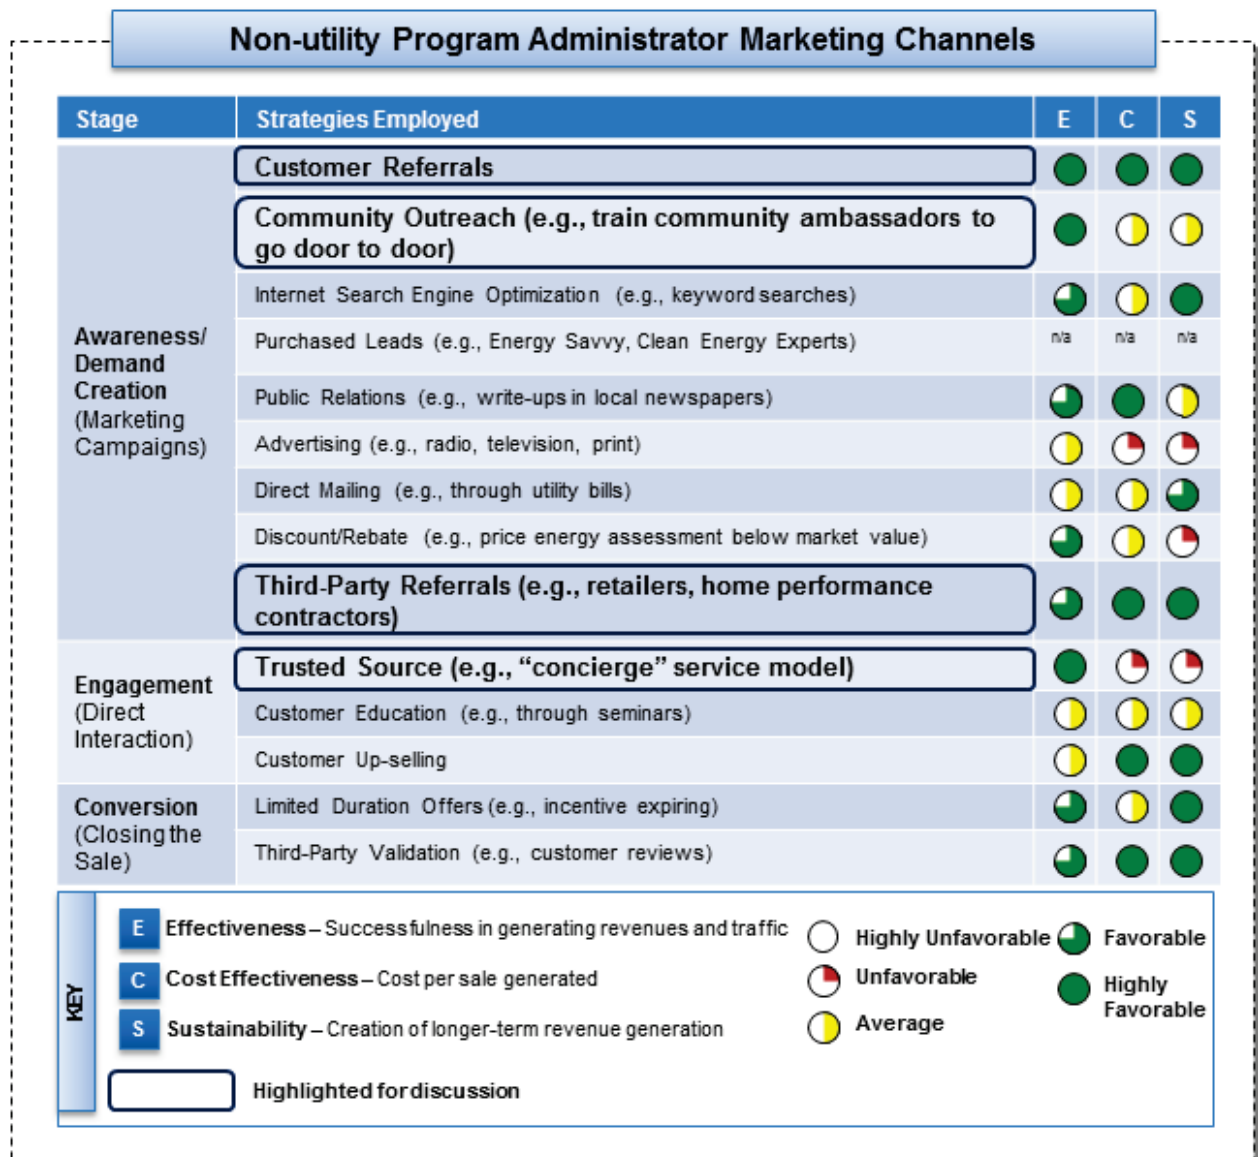 Non-utility Program Administrator Marketing Channels
Stage Strategies Employed E C S
Awareness/
Demand
Creation
(Marketing
Campaigns)
Customer Referrals
Community Outreach (e.g., train community ambassadors to
go door to door)
Internet Search Engine Optimization (e.g., keyword searches)
Purchased Leads (e.g., Energy Savvy, Clean Energy Experts) n/a n/a n/a
Public Relations (e.g., write-ups in local newspapers)
Advertising (e.g., radio, television, print)
Direct Mailing (e.g., through utility bills)
Discount/Rebate (e.g., price energy assessment below market value)
Third-Party Referrals (e.g., retailers, home performance
contractors)
Engagement
(Direct
Interaction)
Trusted Source (e.g., “concierge” service model)
Customer Education (e.g., through seminars)
Customer Up-selling
Conversion
(Closing the
Sale)
Limited Duration Offers (e.g., incentive expiring)
Third-Party Validation (e.g., customer reviews)
KEY
E Effectiveness – Successfulness in generating revenues and traffic
C Cost Effectiveness – Cost per sale generated
S Sustainability – Creation of longer-term revenue generation
Highly Unfavorable
Unfavorable
Average
Favorable
Highly
Favorable
Highlighted for discussion